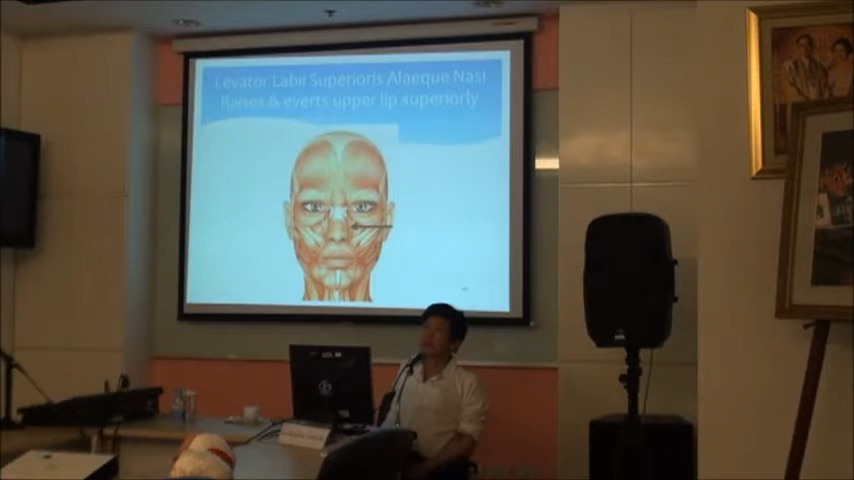 Levator Labii Superioris Alaeque Nasi
Raises & everts upper lip superiorly